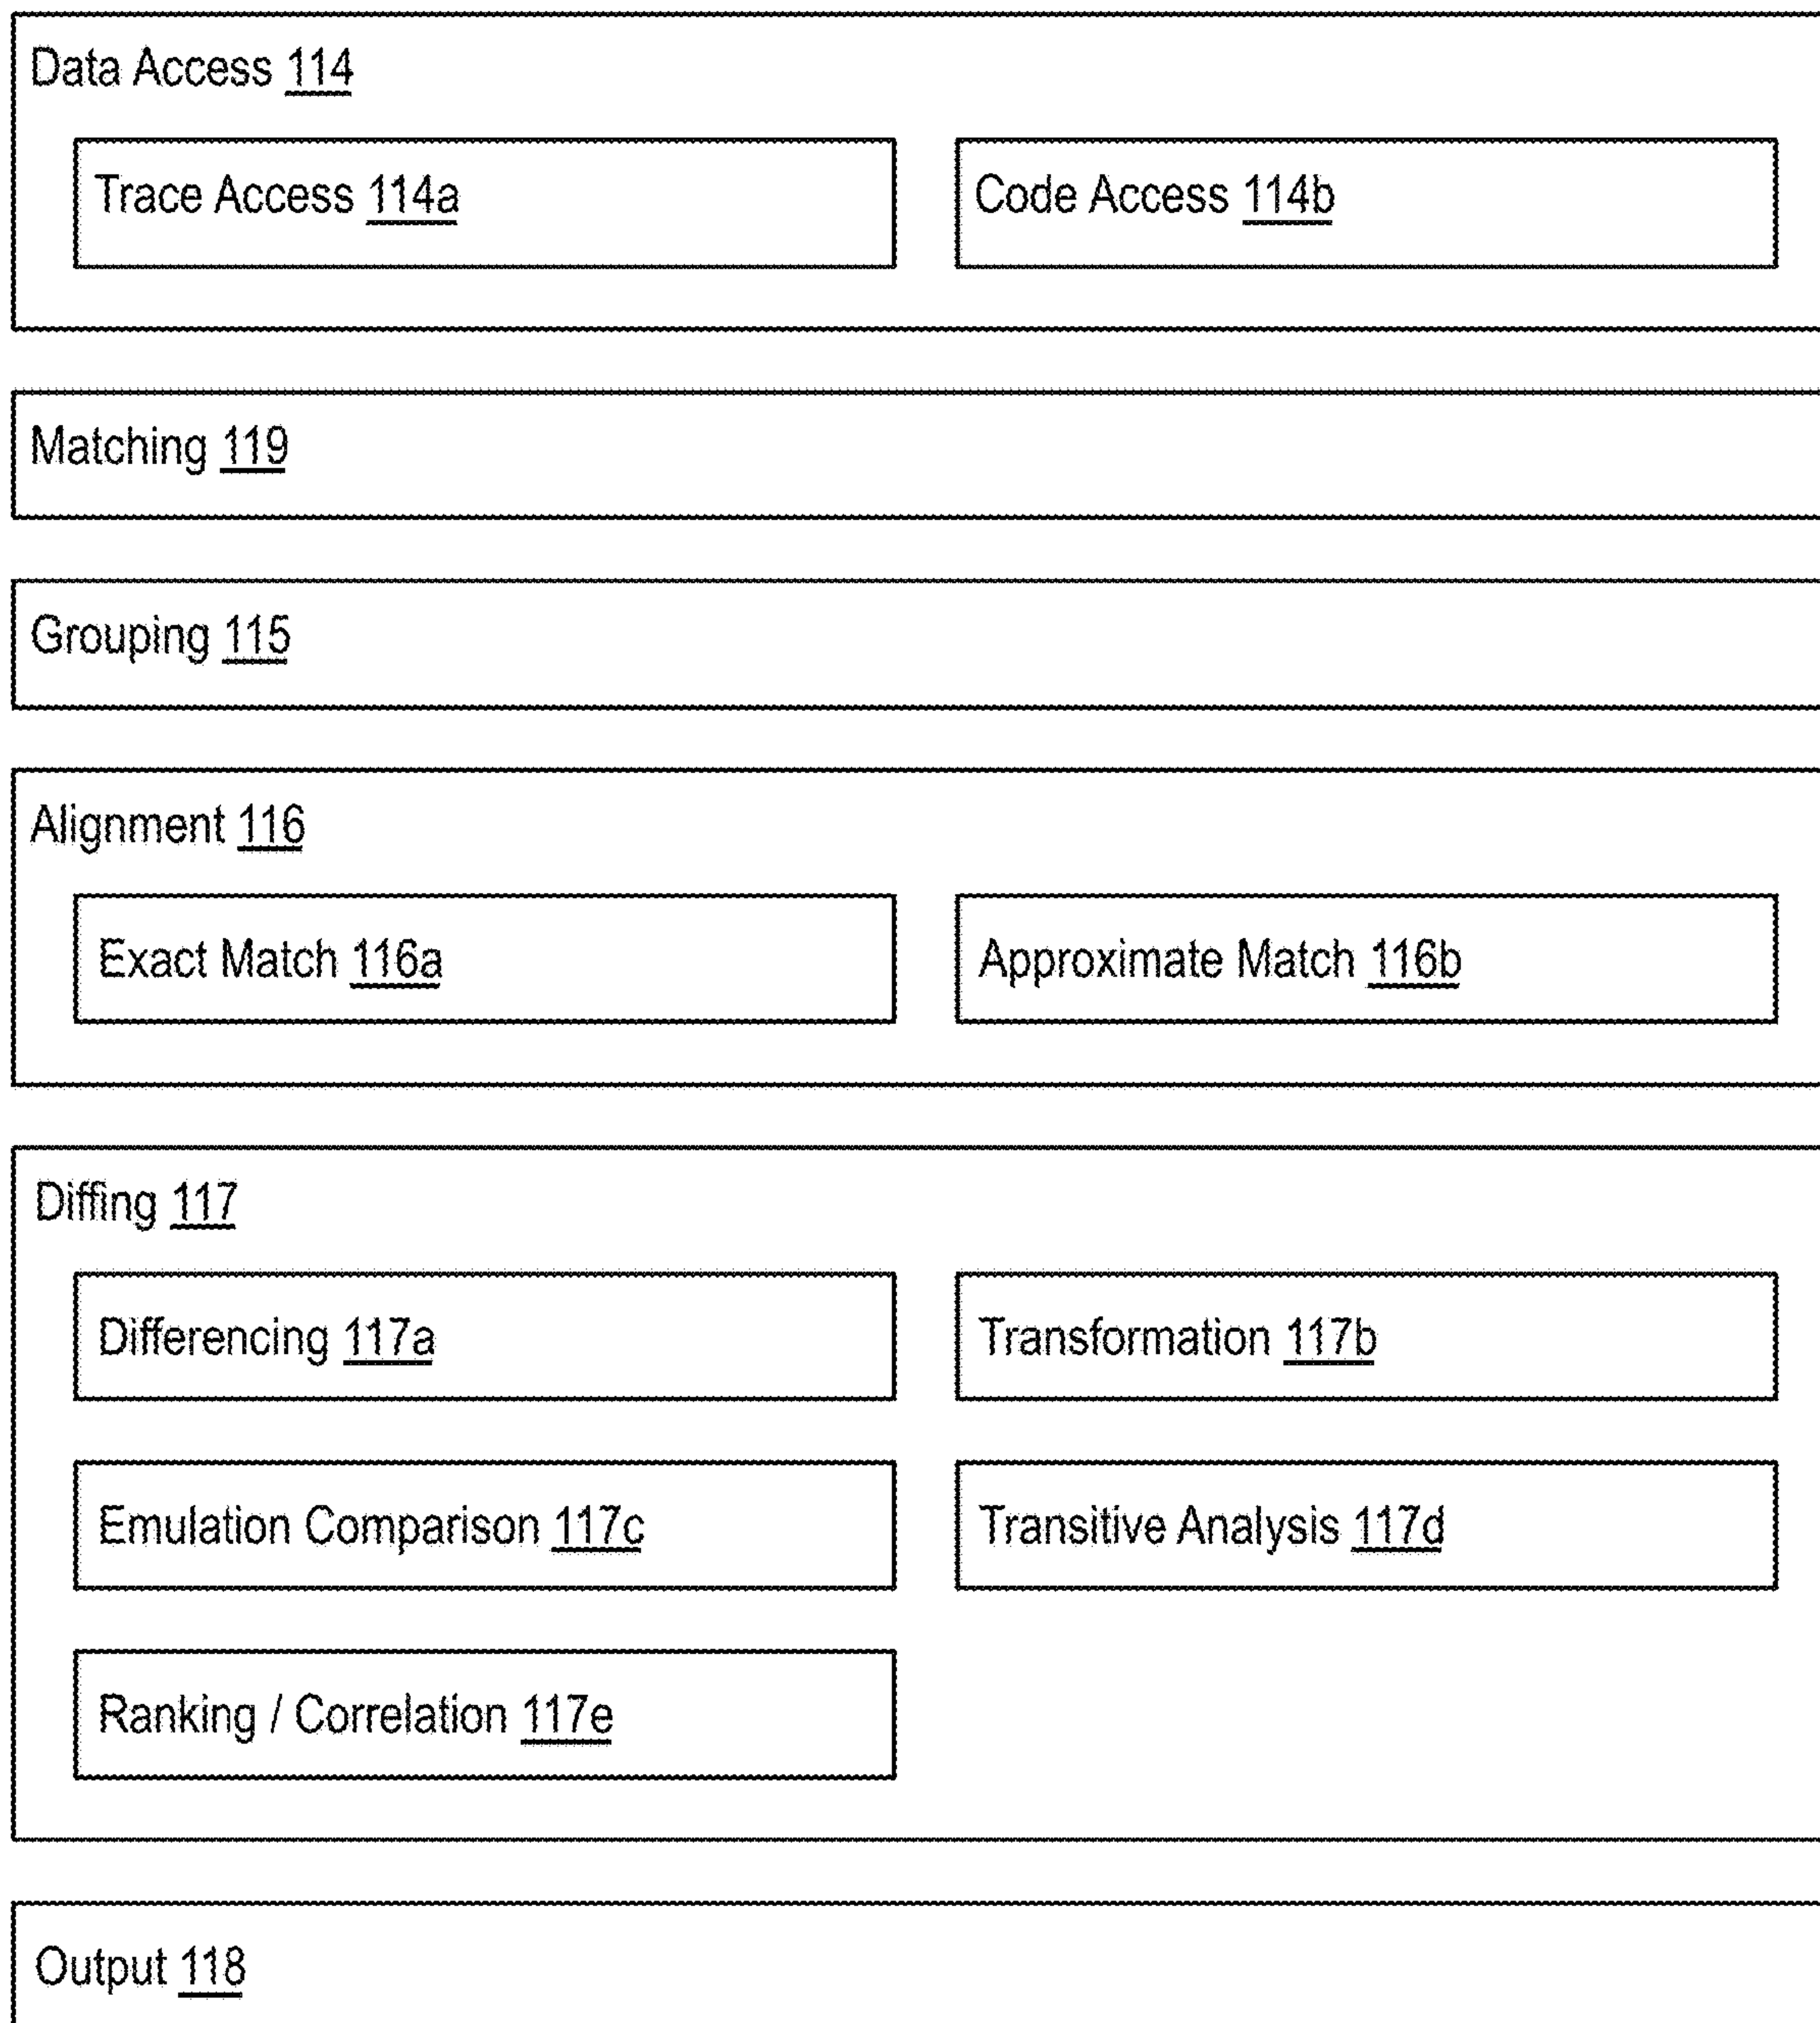 Data Access 114
Trace Access 114a
Code Access 114b
Matching 119
Grouping 115
Alignment 116
Exact Match 116a
Approximate Match 116b
Diffing 117
Differencing 117a
Transformation 117b
Emulation Comparison 117c
Transitive Analysis 117d
Ranking / Correlation 117e
Output 118